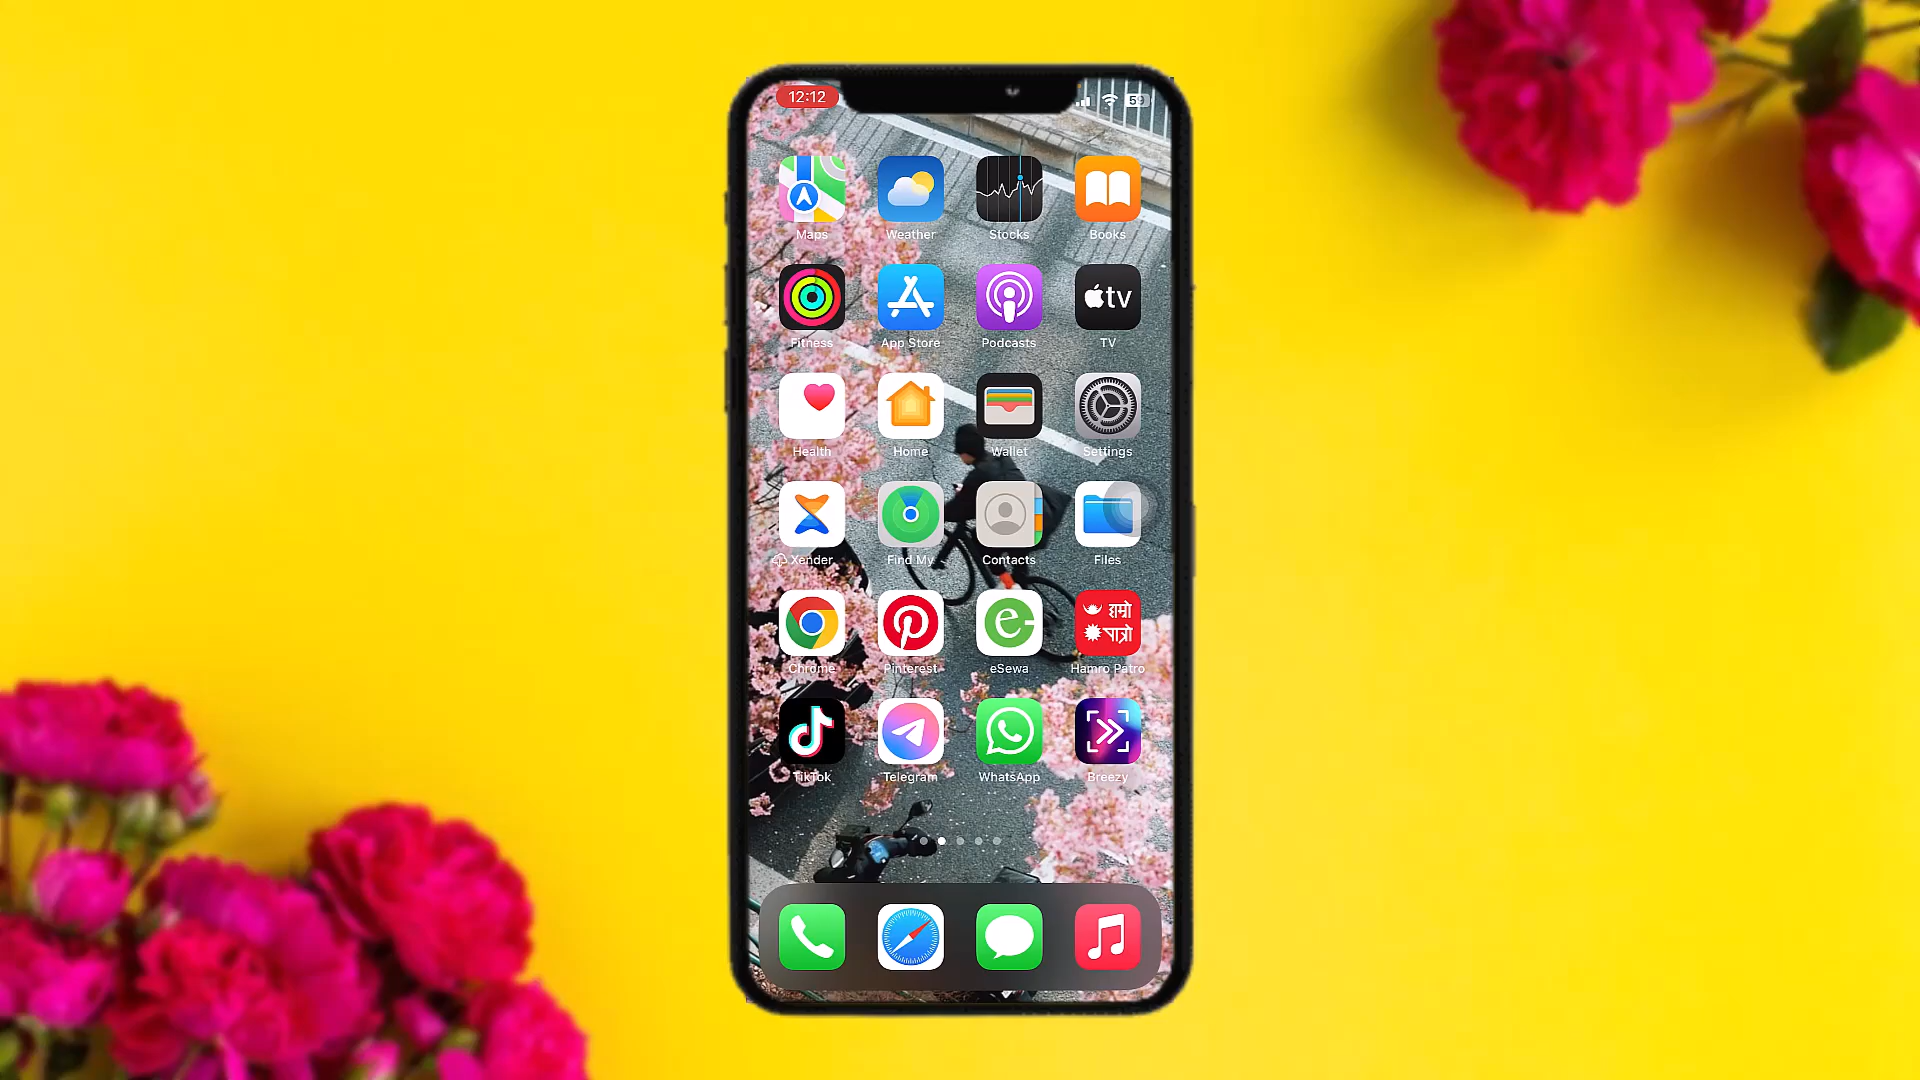 12:12
59
Maps Weather Stocks Books
tv
Fitness App Store Podcasts TV
Health Home Wallet Settings
Xender Find My Contacts Files
हाम्रो
पात्रो
Chrome Pinterest eSewa Hamro Patro
TikTok Telegram WhatsApp Breezy